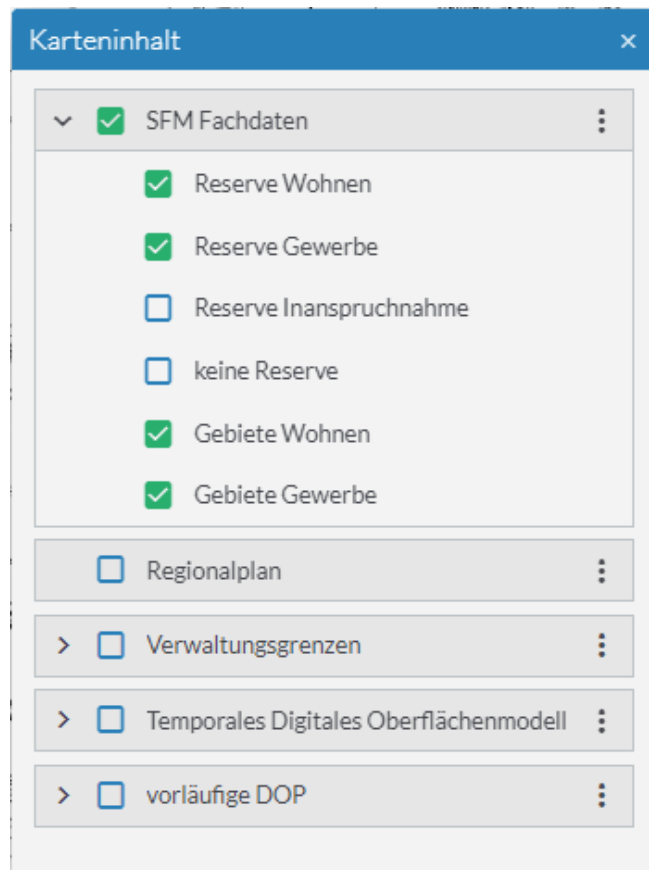 Karteninhalt
SFM Fachdaten
Reserve Wohnen
Reserve Gewerbe
Reserve Inanspruchnahme
keine Reserve
Gebiete Wohnen
Gebiete Gewerbe
Regionalplan
Verwaltungsgrenzen
Temporales Digitales Oberflächenmodell
vorläufige DOP